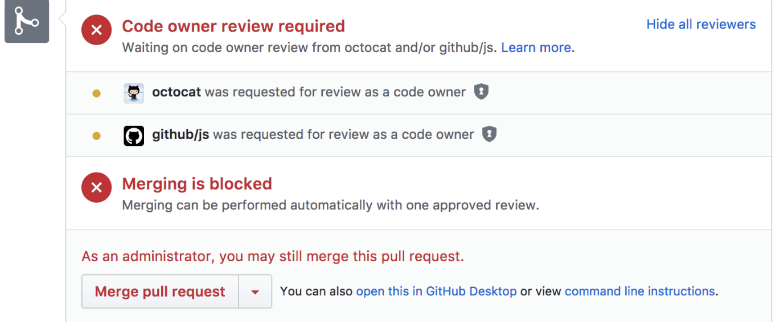 Code owner review required
Hide all reviewers
Waiting on code owner review from octocat and/or github/js. Learn more.
octocat was requested for review as a code owner
github/js was requested for review as a code owner
Merging is blocked
Merging can be performed automatically with one approved review.
As an administrator, you may still merge this pull request.
Merge pull request
You can also open this in GitHub Desktop or view command line instructions.